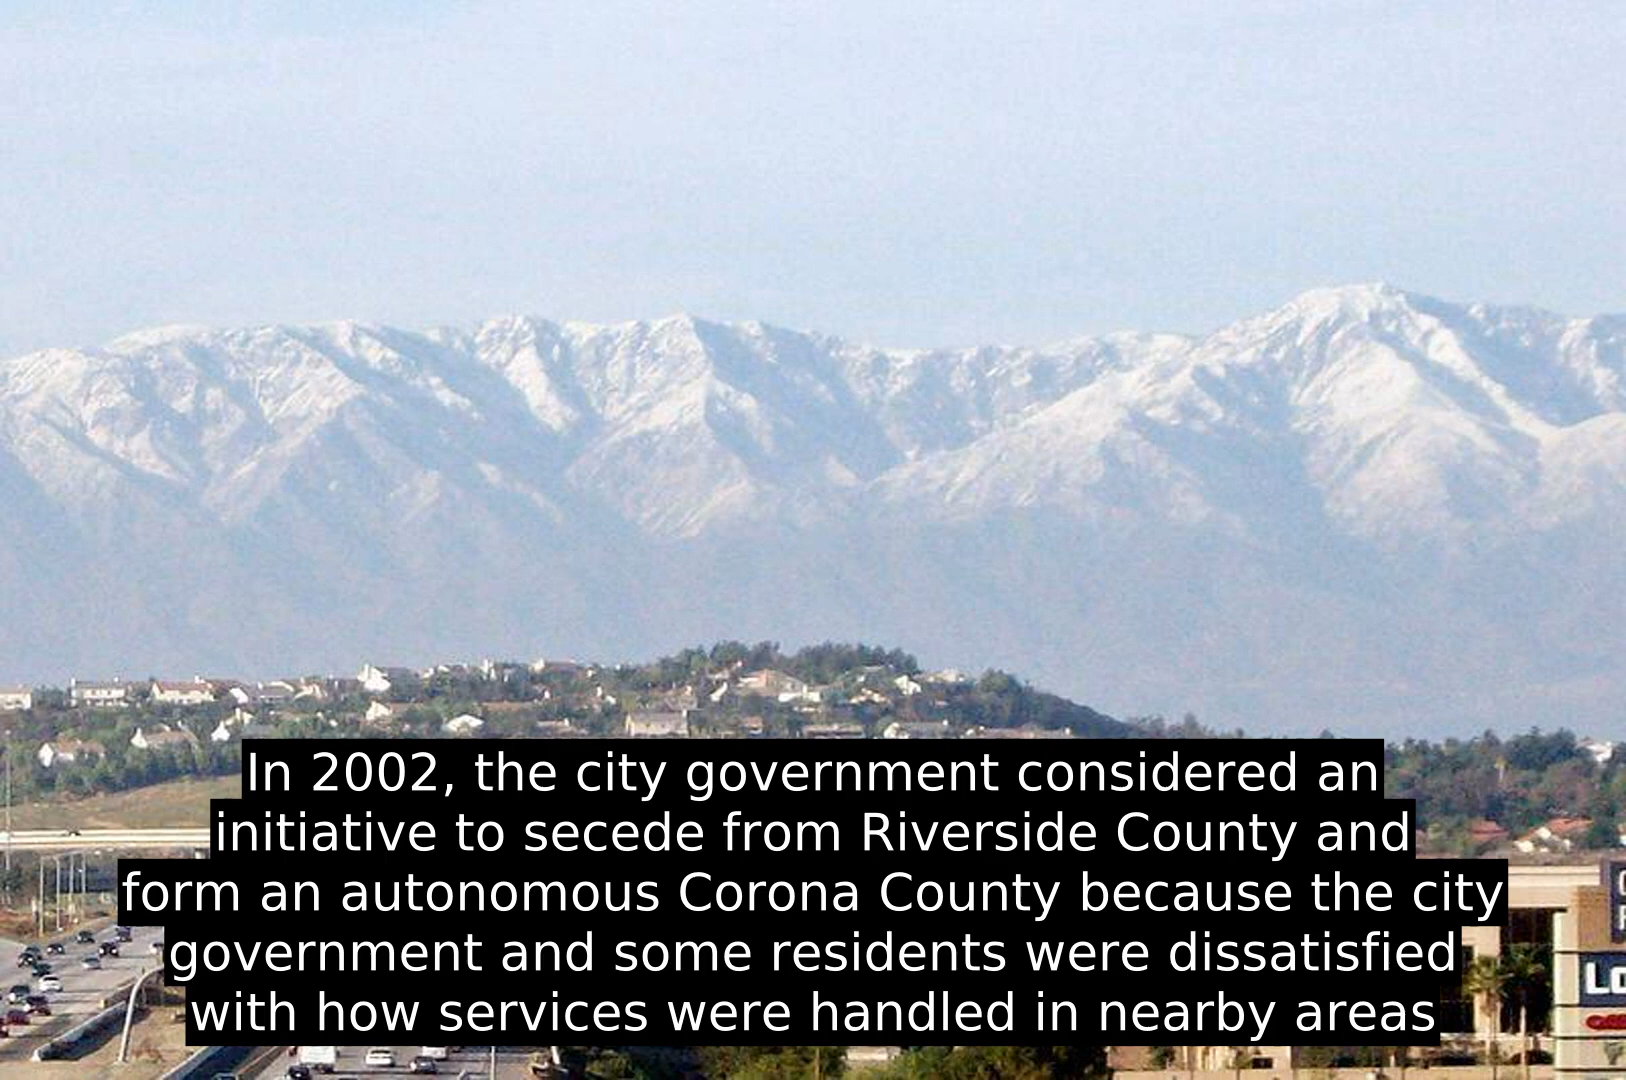 In 2002, the city government considered an
initiative to secede from Riverside County and
form an autonomous Corona County because the city
government and some residents were dissatisfied
with how services were handled in nearby areas